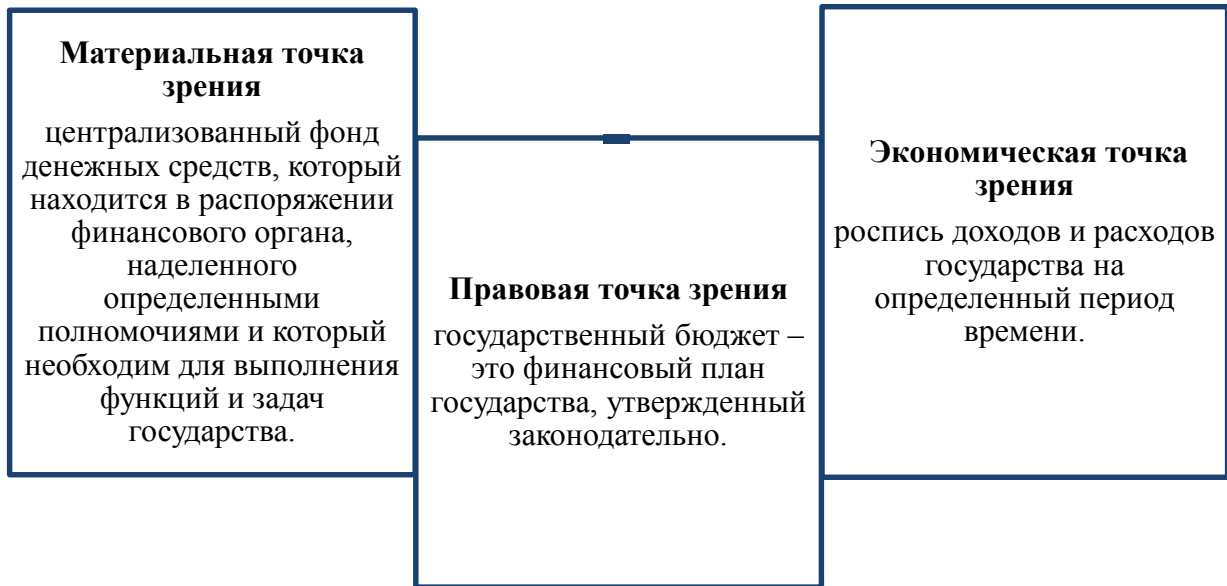 Материальная точка
зрения
централизованный фонд
денежных средств, который
находится в распоряжении
финансового органа,
наделенного
определенными
полномочиями и который
необходим для выполнения
функций и задач
государства.
Правовая точка зрения
государственный бюджет –
это финансовый план
государства, утвержденный
законодательно.
Экономическая точка
зрения
роспись доходов и расходов
государства на
определенный период
времени.